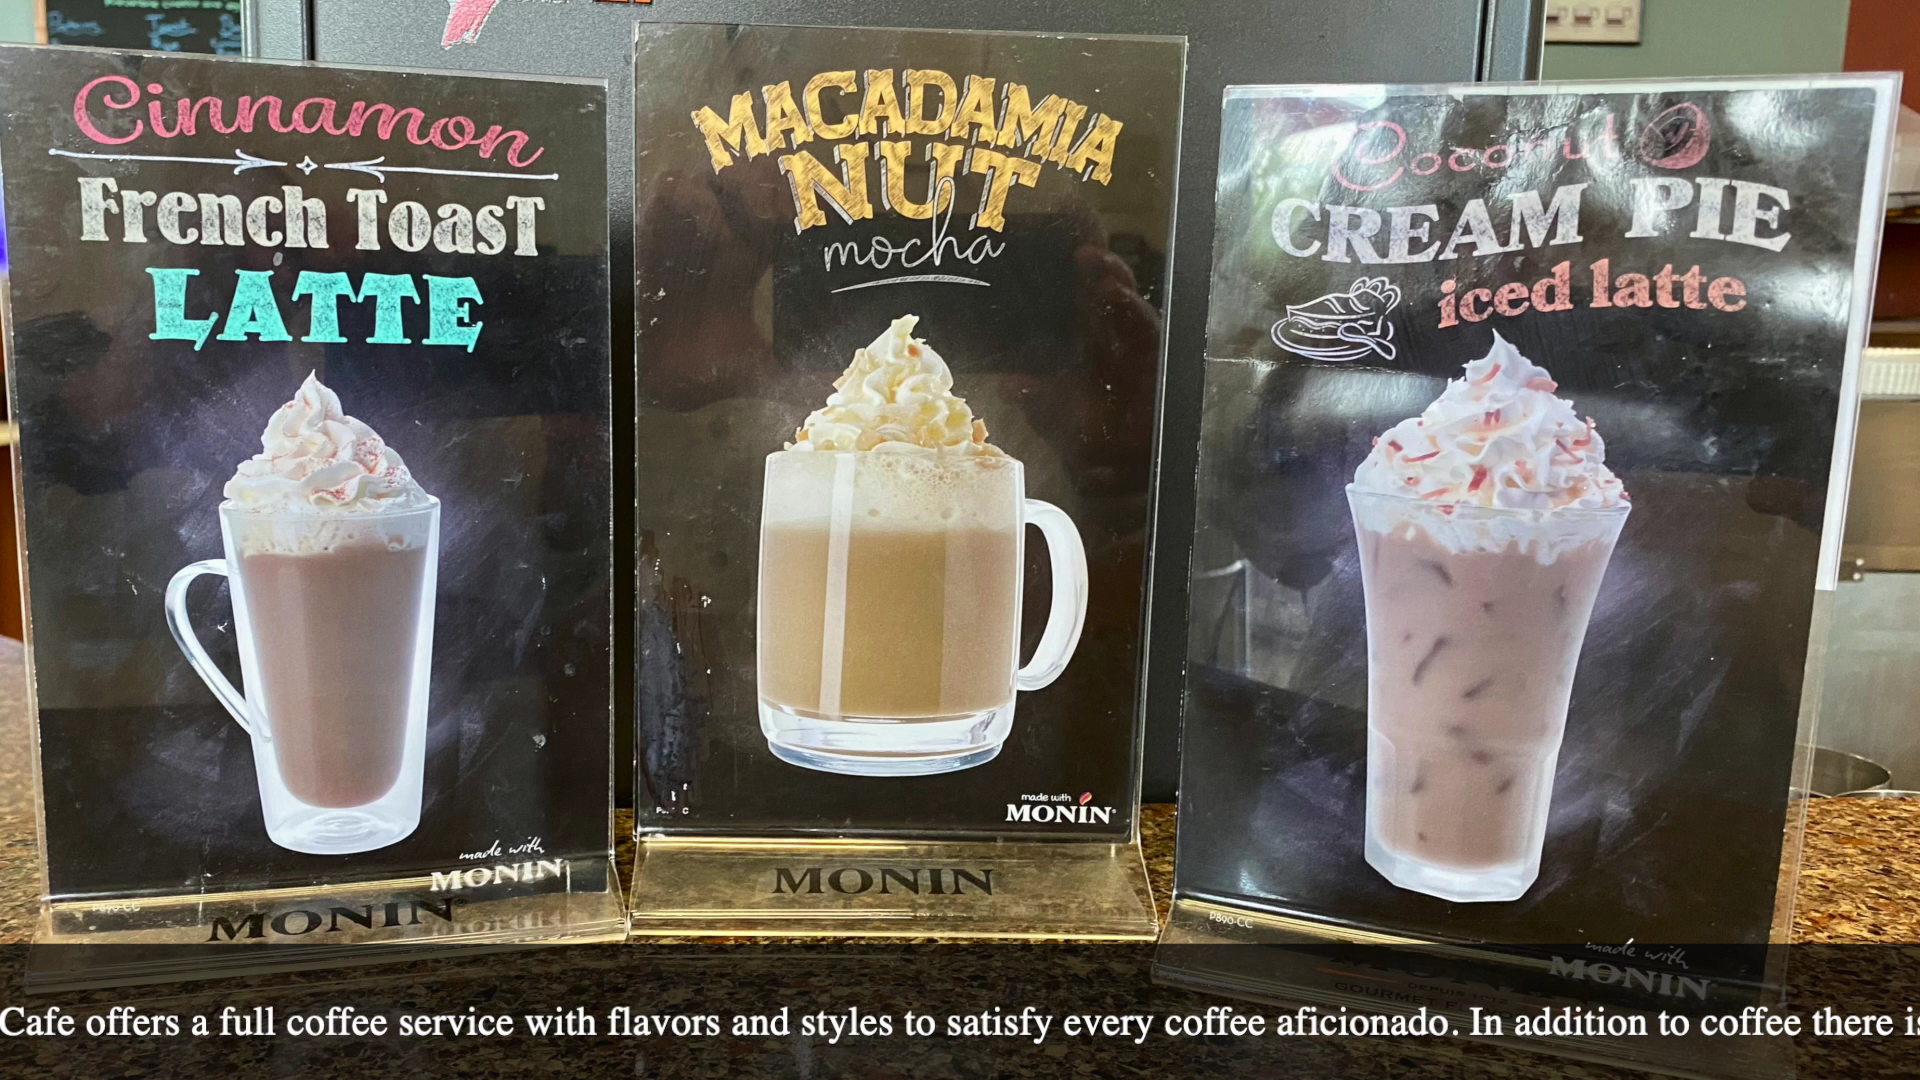 Cinnamon
French Toast
LATTE
made with
MONIN
MONIN
MACADAMIA
NUT
mocha
made with
MONIN
MONIN
Coconut
CREAM PIE
iced latte
P890-CC
made with
MONIN
Cafe offers a full coffee service with flavors and styles to satisfy every coffee aficionado. In addition to coffee there is